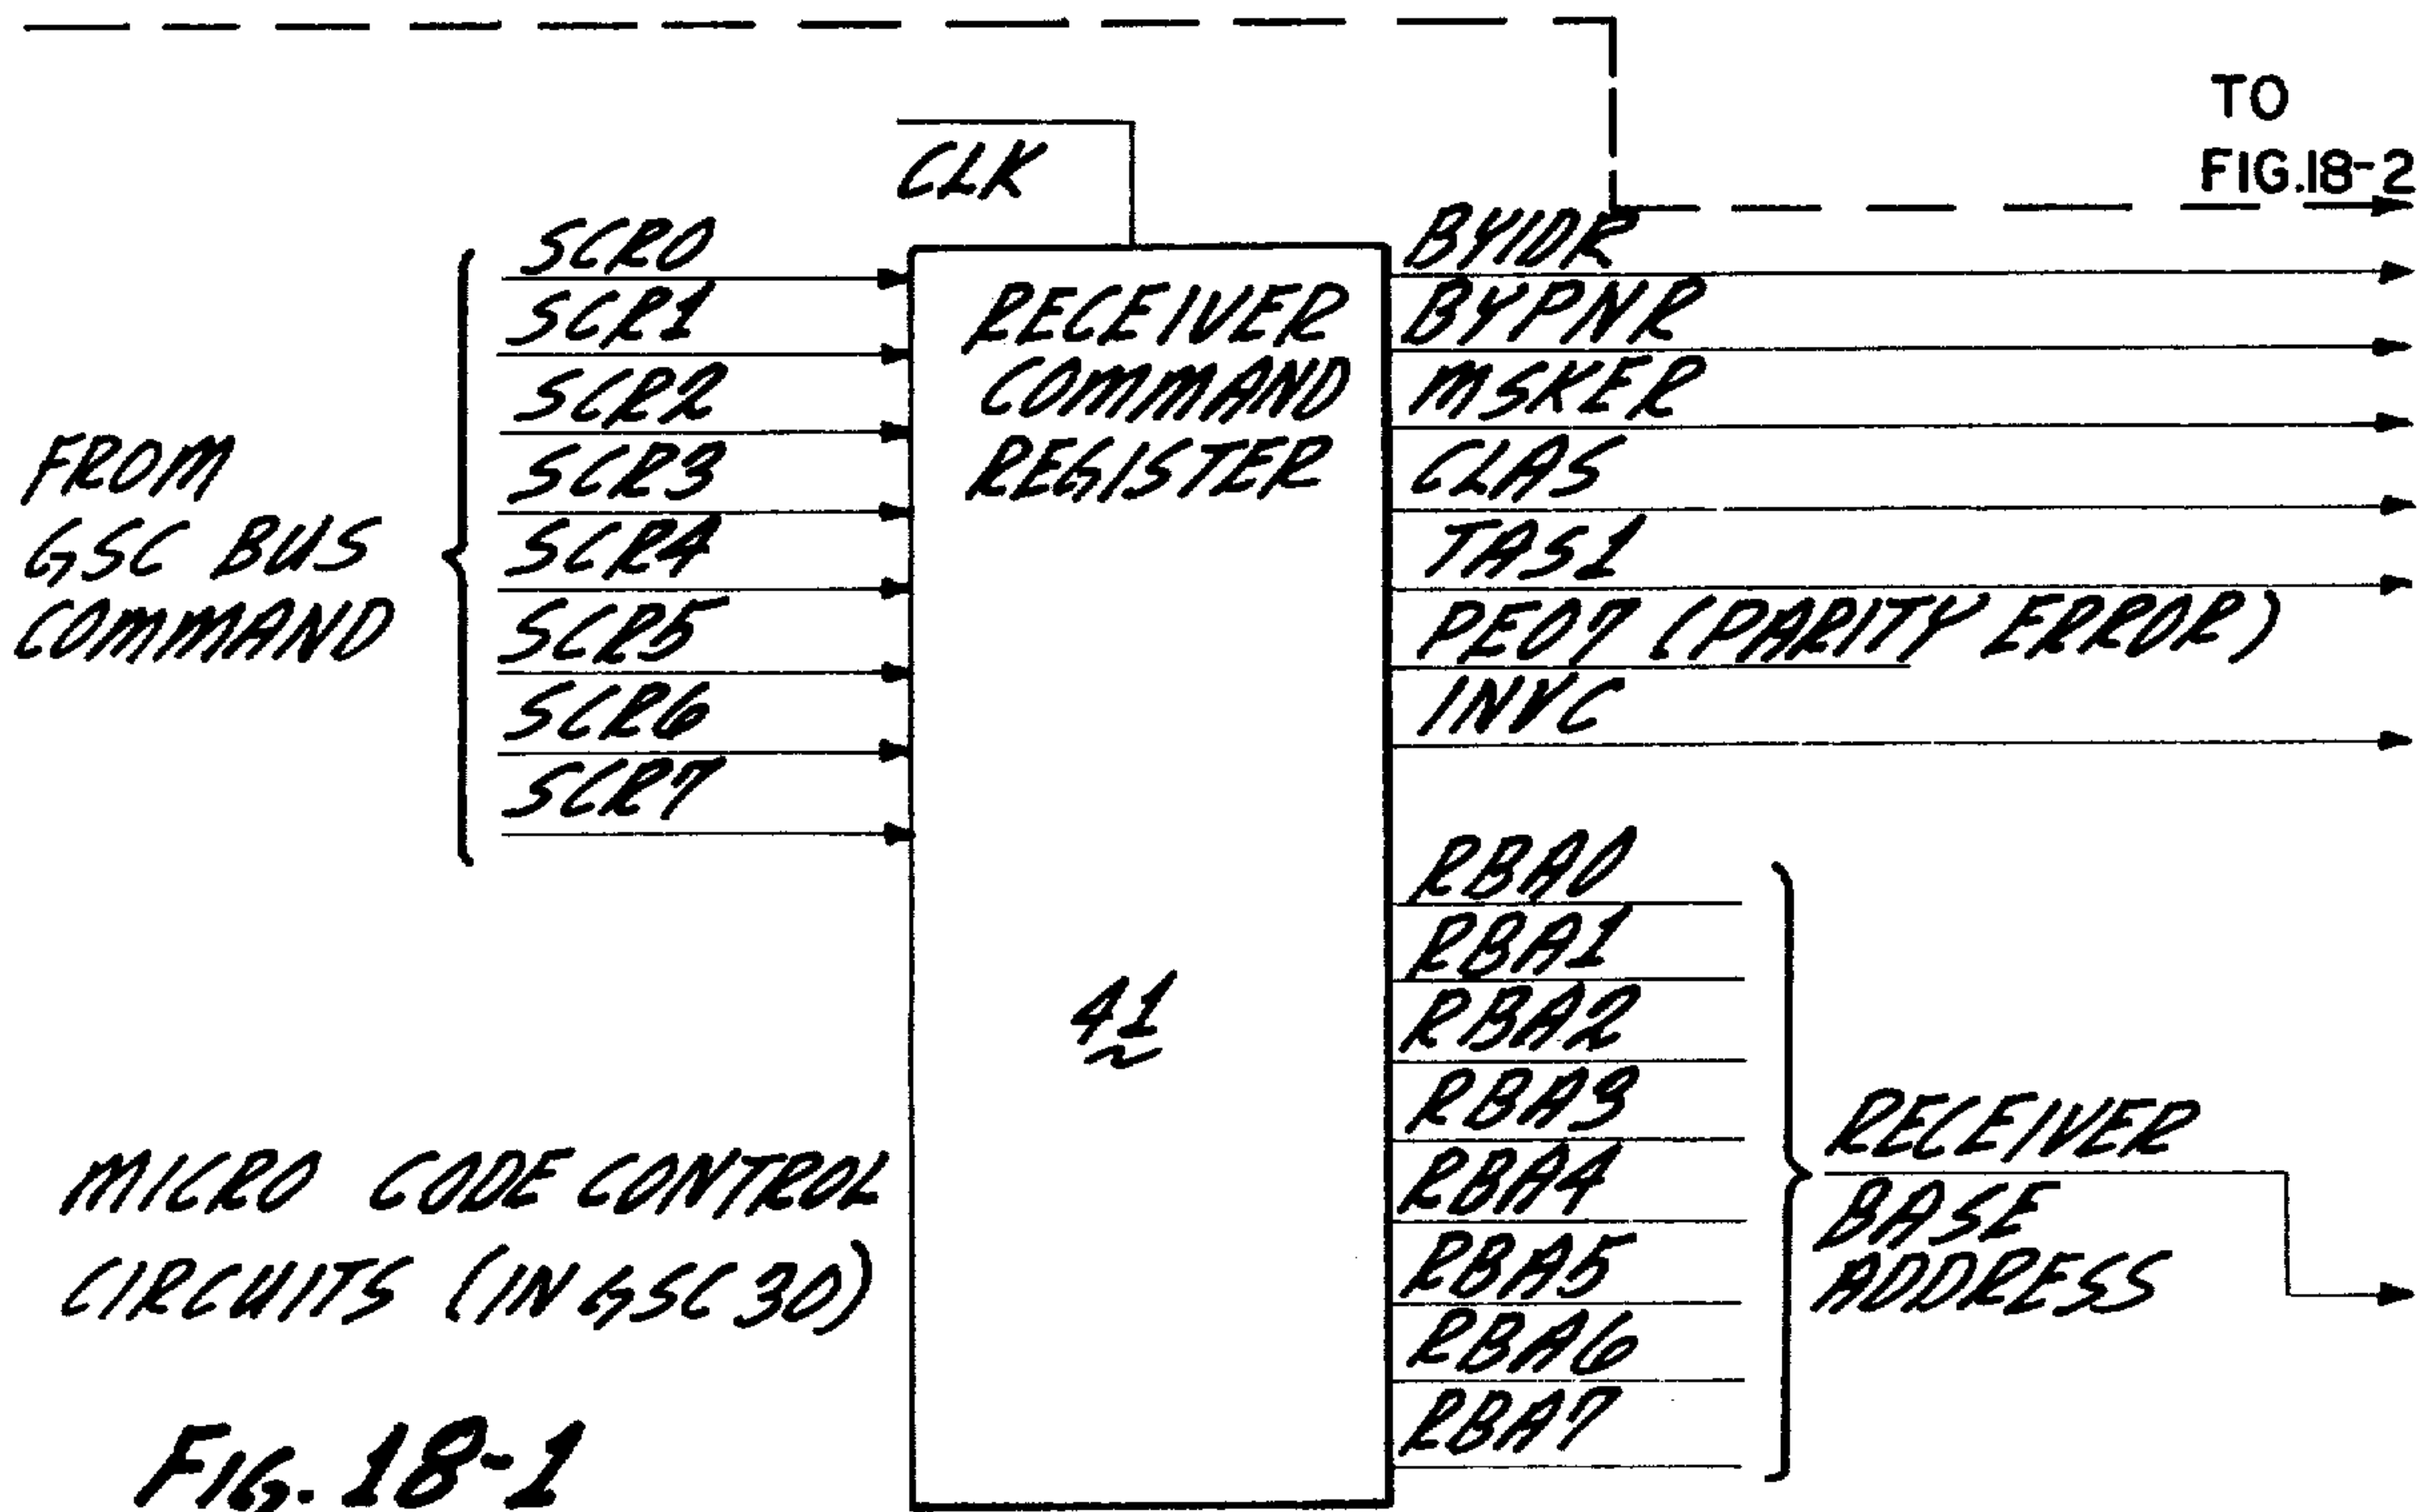 TO
FIG.18-2
CLK
SCR0
SCR1
SCR2
SCR3
SCR4
SCR5
SCR6
SCR7
FROM
GSC BUS
COMMAND
RECEIVER
COMMAND
REGISTER
41
BYIDR
BYPNR
MSKER
CLAS
TAS1
PE07 (PARITY ERROR)
INVC
RBA0
RBA1
RBA2
RBA3
RBA4
RBA5
RBA6
RBA7
RECEIVER
BASE
ADDRESS
MICRO CODE CONTROL
CIRCUITS (IN GSC 30)
FIG. 18-1